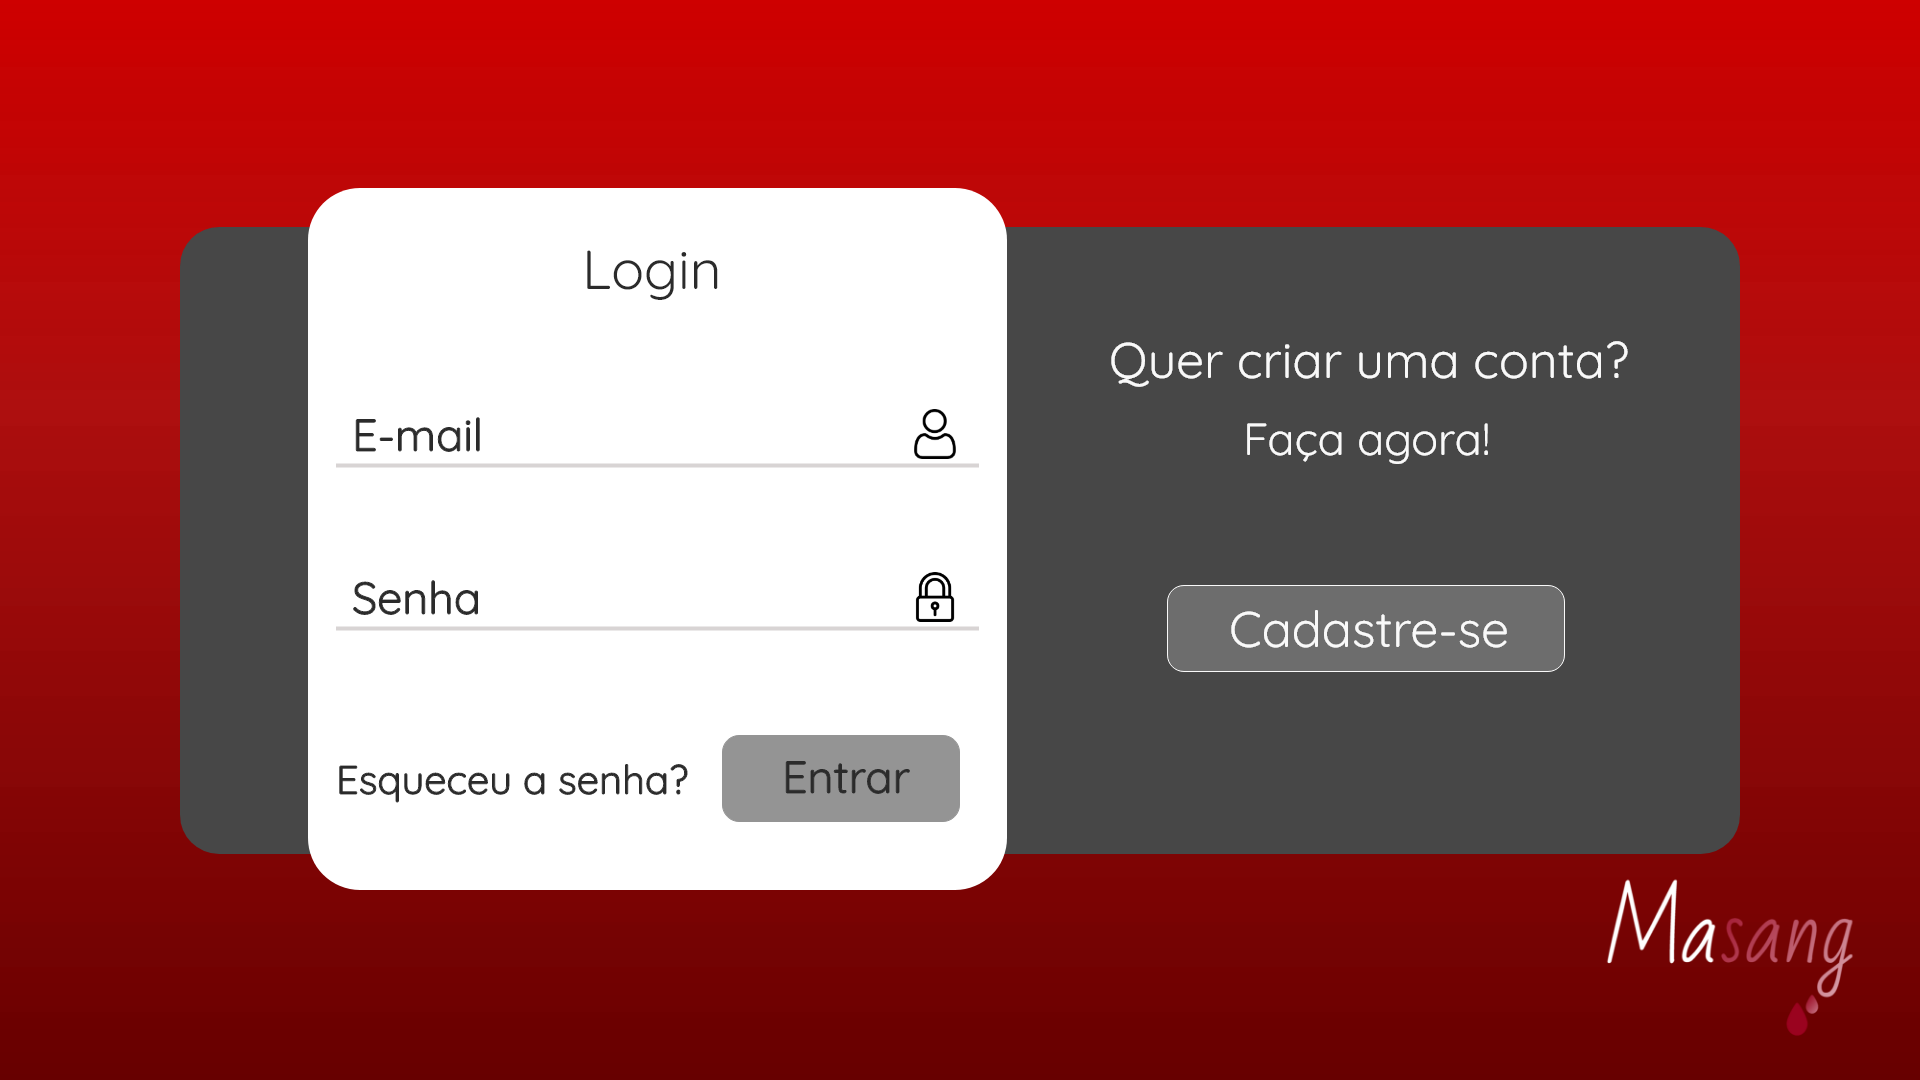 Login
E-mail
Senha
Esqueceu a senha?
Entrar
Quer criar uma conta?
Faça agora!
Cadastre-se
Masang